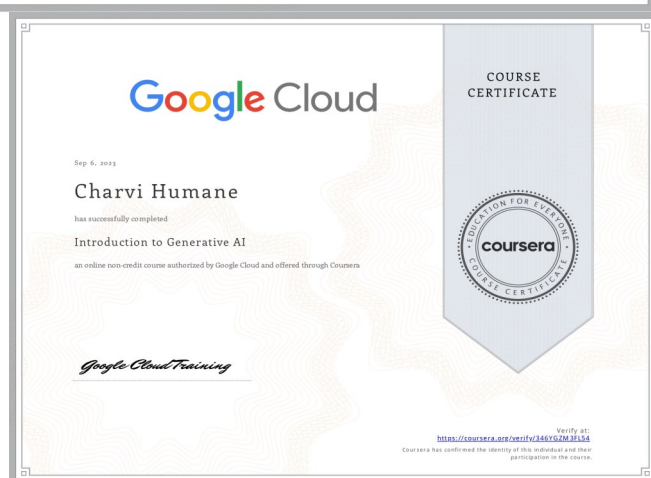 Google Cloud
COURSE
CERTIFICATE
Sep 6, 2023
Charvi Humane
has successfully completed
Introduction to Generative AI
an online non-credit course authorized by Google Cloud and offered through Coursera
EDUCATION FOR EVERYONE
coursera
COURSE CERTIFICATE
Google Cloud Training
Verify at:
https://coursera.org/verify/346YGZM3FL54
Coursera has confirmed the identity of this individual and their
participation in the course.